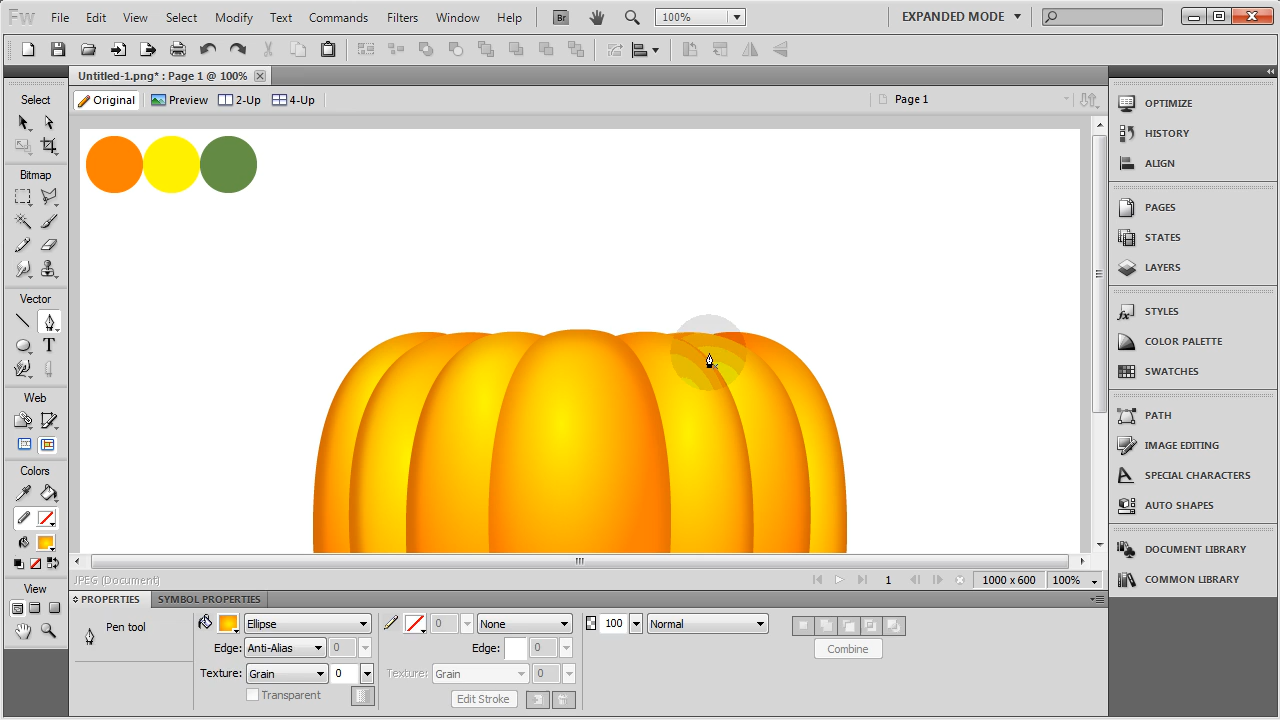 Fw File Edit View Select Modify Text Commands Filters Window Help Br 100% EXPANDED MODE
Untitled-1.png* : Page 1 @ 100%
Original Preview 2-Up 4-Up Page 1
Select
Bitmap
Vector
T
Web
Colors
View
OPTIMIZE
HISTORY
ALIGN
PAGES
STATES
LAYERS
STYLES
COLOR PALETTE
SWATCHES
PATH
IMAGE EDITING
SPECIAL CHARACTERS
AUTO SHAPES
DOCUMENT LIBRARY
COMMON LIBRARY
JPEG (Document) 1 1000 x 600 100%
PROPERTIES SYMBOL PROPERTIES
Pen tool
Ellipse 0 None 100 Normal
Edge: Anti-Alias 0 Edge: 0 Combine
Texture: Grain 0 Texture: Grain 0
Transparent Edit Stroke